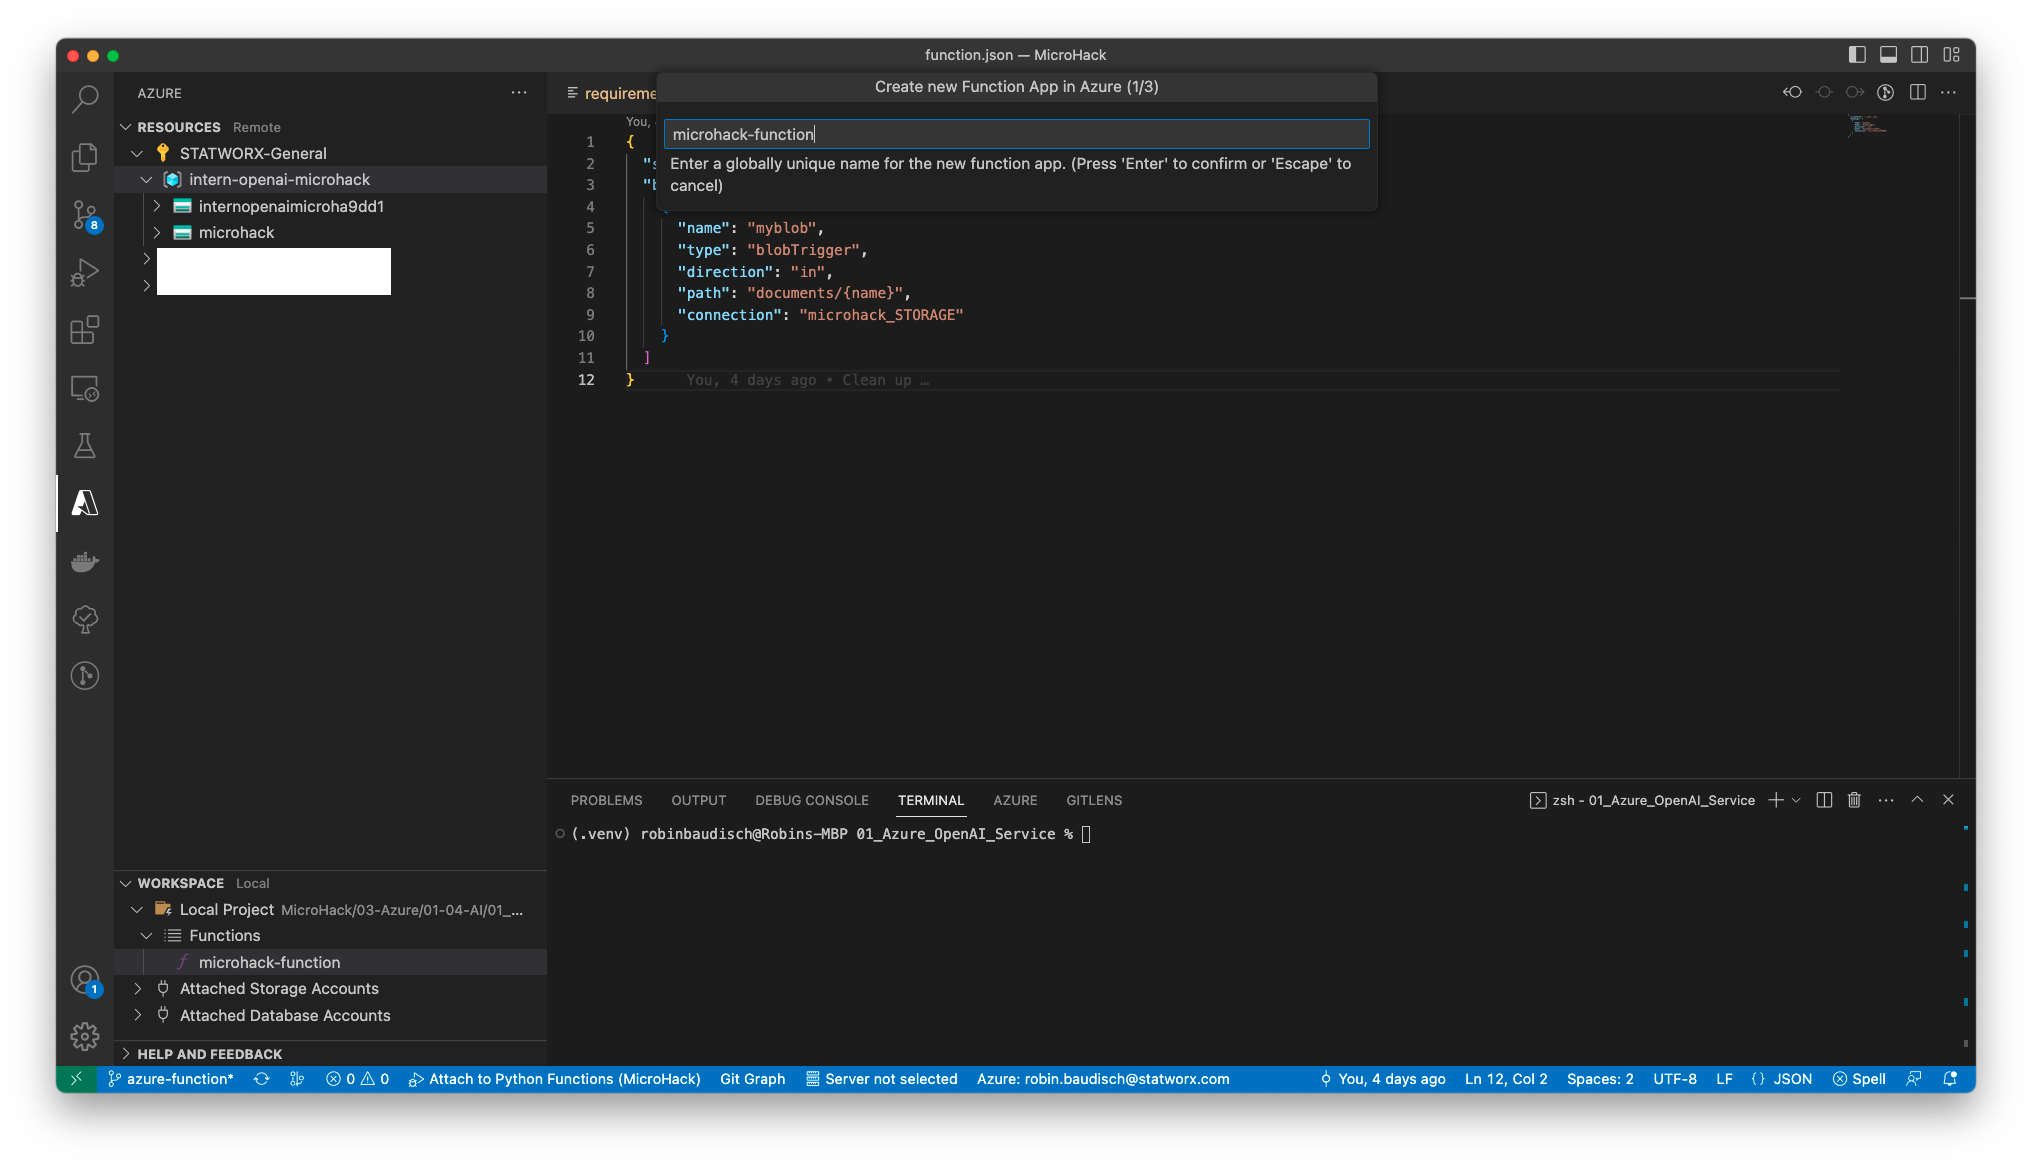 function.json — MicroHack
AZURE
RESOURCES Remote
STATWORX-General
intern-openai-microhack
internopenaimicroha9dd1
microhack
8
Create new Function App in Azure (1/3)
microhack-function
Enter a globally unique name for the new function app. (Press 'Enter' to confirm or 'Escape' to
cancel)
requireme
You,
1 {
2 "s
3 "b
4
5 "name": "myblob",
6 "type": "blobTrigger",
7 "direction": "in",
8 "path": "documents/{name}",
9 "connection": "microhack_STORAGE"
10 }
11 ]
12 } You, 4 days ago • Clean up …
PROBLEMS OUTPUT DEBUG CONSOLE TERMINAL AZURE GITLENS
zsh - 01_Azure_OpenAI_Service
(.venv) robinbaudisch@Robins-MBP 01_Azure_OpenAI_Service %
WORKSPACE Local
Local Project MicroHack/03-Azure/01-04-AI/01_...
Functions
microhack-function
Attached Storage Accounts
Attached Database Accounts
1
HELP AND FEEDBACK
azure-function* 0 0 Attach to Python Functions (MicroHack) Git Graph Server not selected Azure: robin.baudisch@statworx.com You, 4 days ago Ln 12, Col 2 Spaces: 2 UTF-8 LF {} JSON Spell